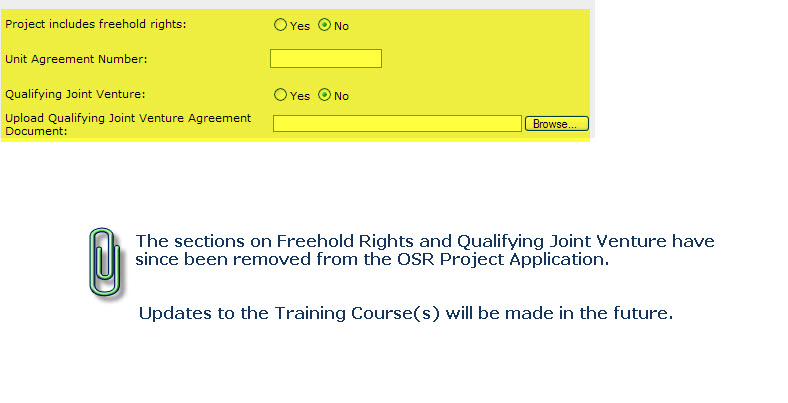 Project includes freehold rights: Yes No
Unit Agreement Number:
Qualifying Joint Venture: Yes No
Upload Qualifying Joint Venture Agreement
Document: Browse...
The sections on Freehold Rights and Qualifying Joint Venture have
since been removed from the OSR Project Application.
Updates to the Training Course(s) will be made in the future.